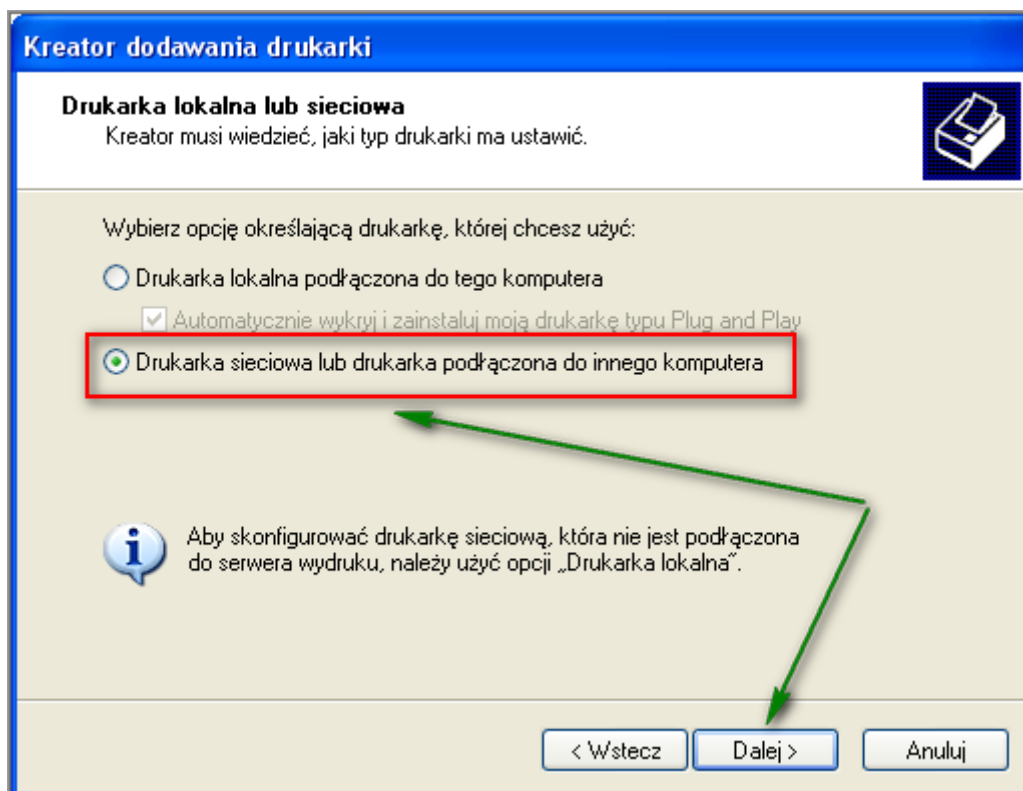 Kreator dodawania drukarki
Drukarka lokalna lub sieciowa
Kreator musi wiedzieć, jaki typ drukarki ma ustawić.
Wybierz opcję określającą drukarkę, której chcesz użyć:
Drukarka lokalna podłączona do tego komputera
Automatycznie wykryj i zainstaluj moją drukarkę typu Plug and Play
Drukarka sieciowa lub drukarka podłączona do innego komputera
Aby skonfigurować drukarkę sieciową, która nie jest podłączona
do serwera wydruku, należy użyć opcji „Drukarka lokalna”.
< Wstecz Dalej > Anuluj